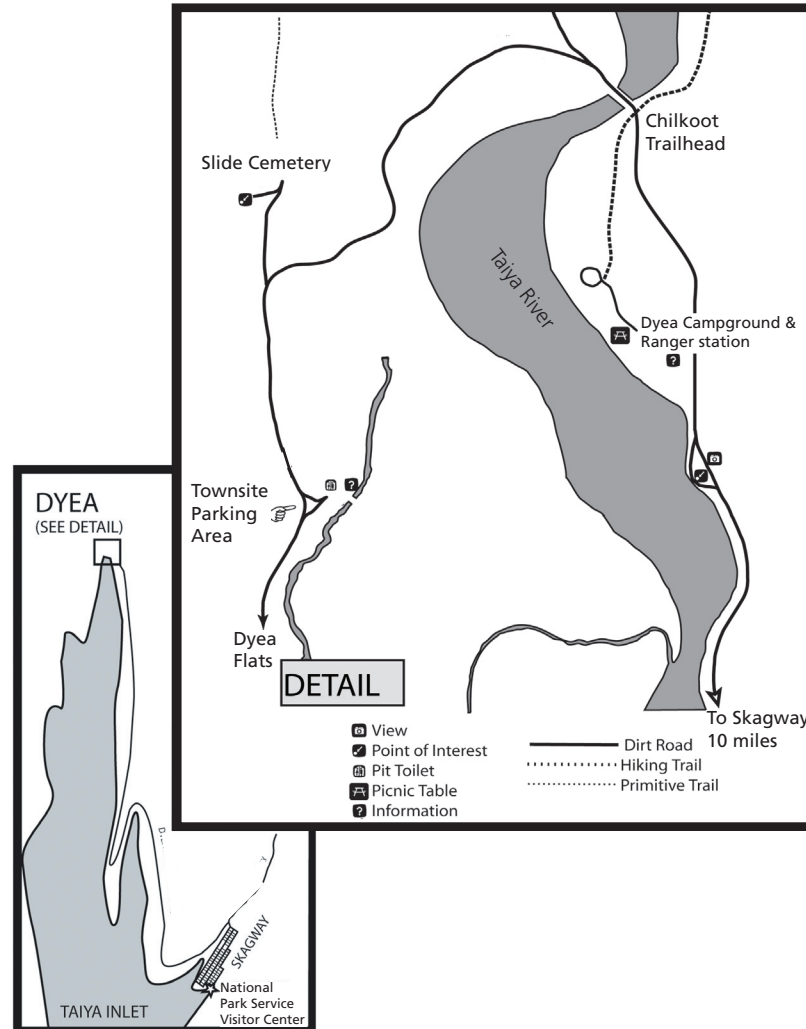 Chilkoot
Trailhead
Slide Cemetery
Taiya River
Dyea Campground &
Ranger station
Townsite
Parking
Area
Dyea
Flats
DETAIL
To Skagway
10 miles
View
Point of Interest
Pit Toilet
Picnic Table
? Information
Dirt Road
Hiking Trail
Primitive Trail
DYEA
(SEE DETAIL)
SKAGWAY
National
Park Service
Visitor Center
TAIYA INLET